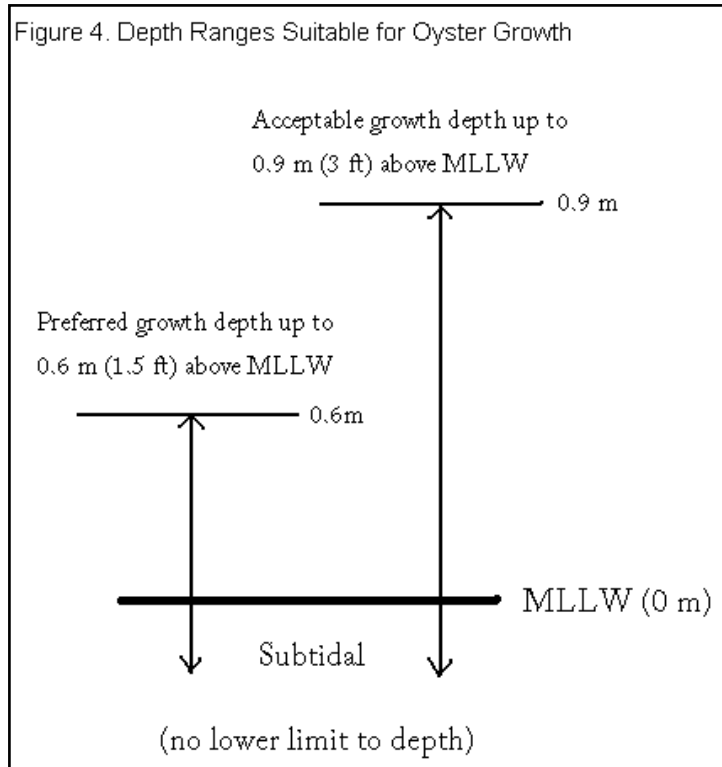 Figure 4. Depth Ranges Suitable for Oyster Growth
Acceptable growth depth up to
0.9 m (3 ft) above MLLW
0.9 m
Preferred growth depth up to
0.6 m (1.5 ft) above MLLW
0.6m
MLLW (0 m)
Subtidal
(no lower limit to depth)